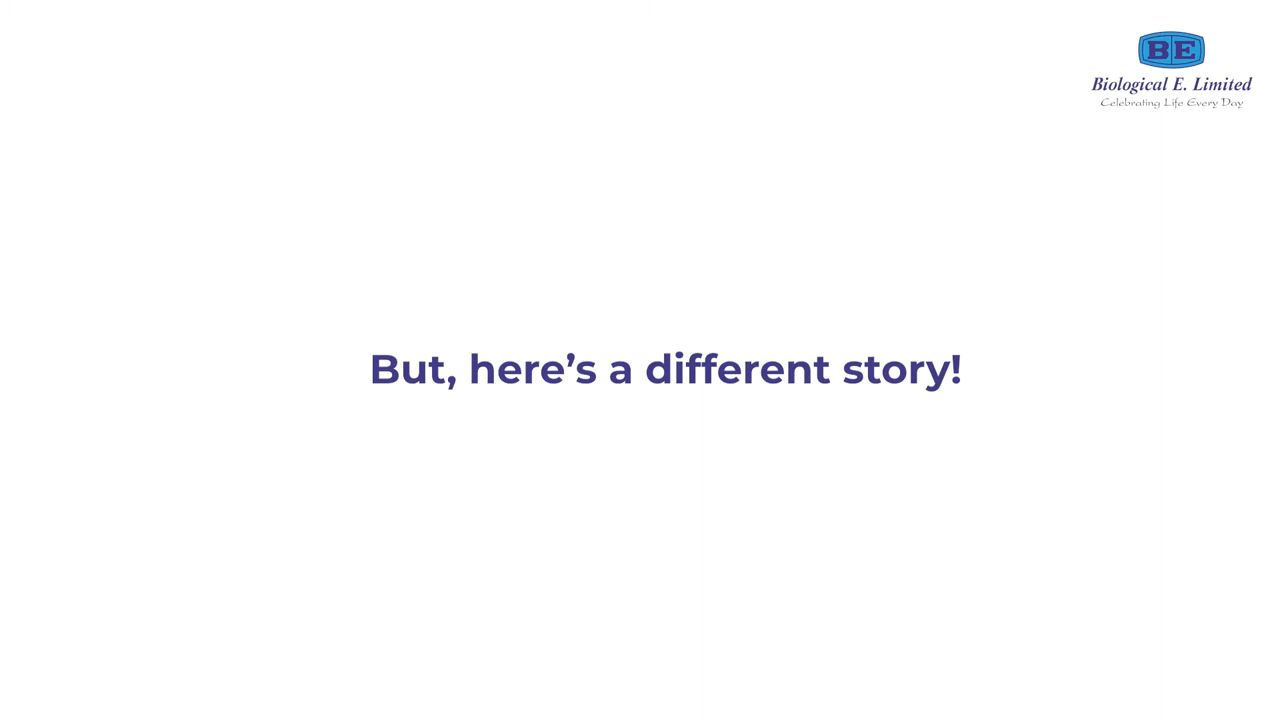 BE
Biological E. Limited
Celebrating Life Every Day
But, here’s a different story!